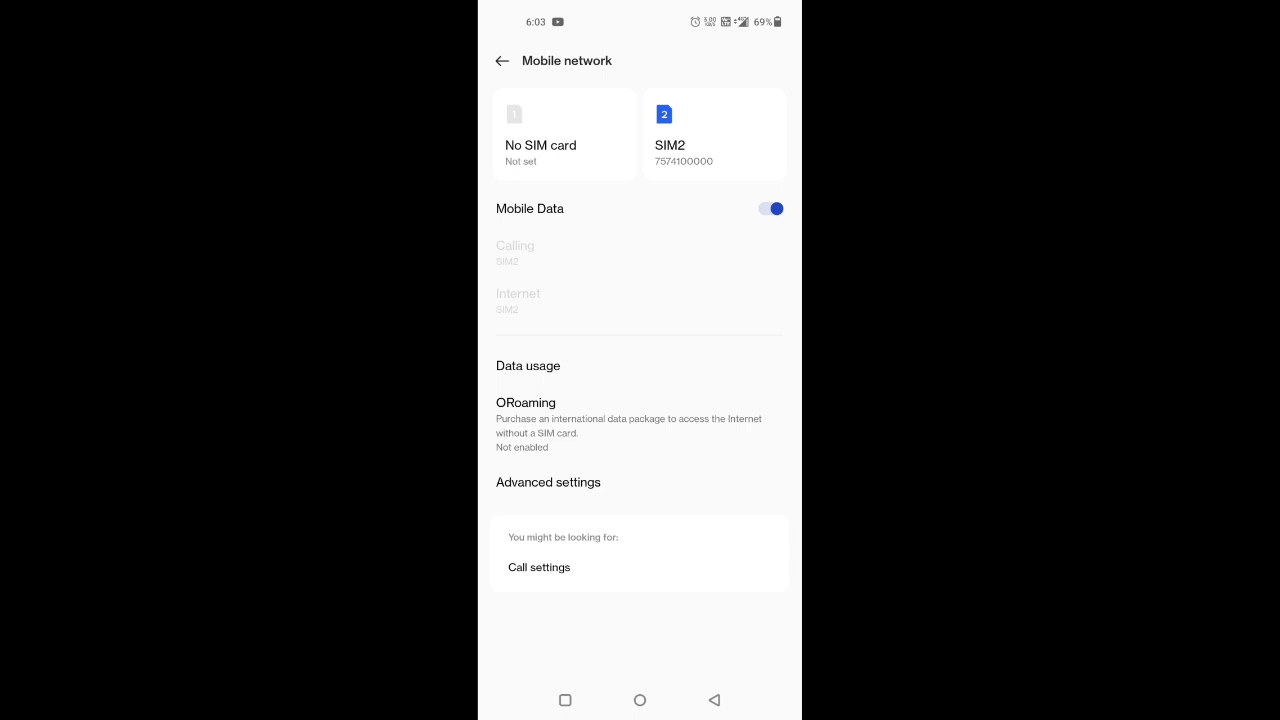 6:03
69%
Mobile network
1
2
No SIM card
SIM2
Not set
7574100000
Mobile Data
Calling
SIM2
Internet
SIM2
Data usage
ORoaming
Purchase an international data package to access the Internet
without a SIM card.
Not enabled
Advanced settings
You might be looking for:
Call settings